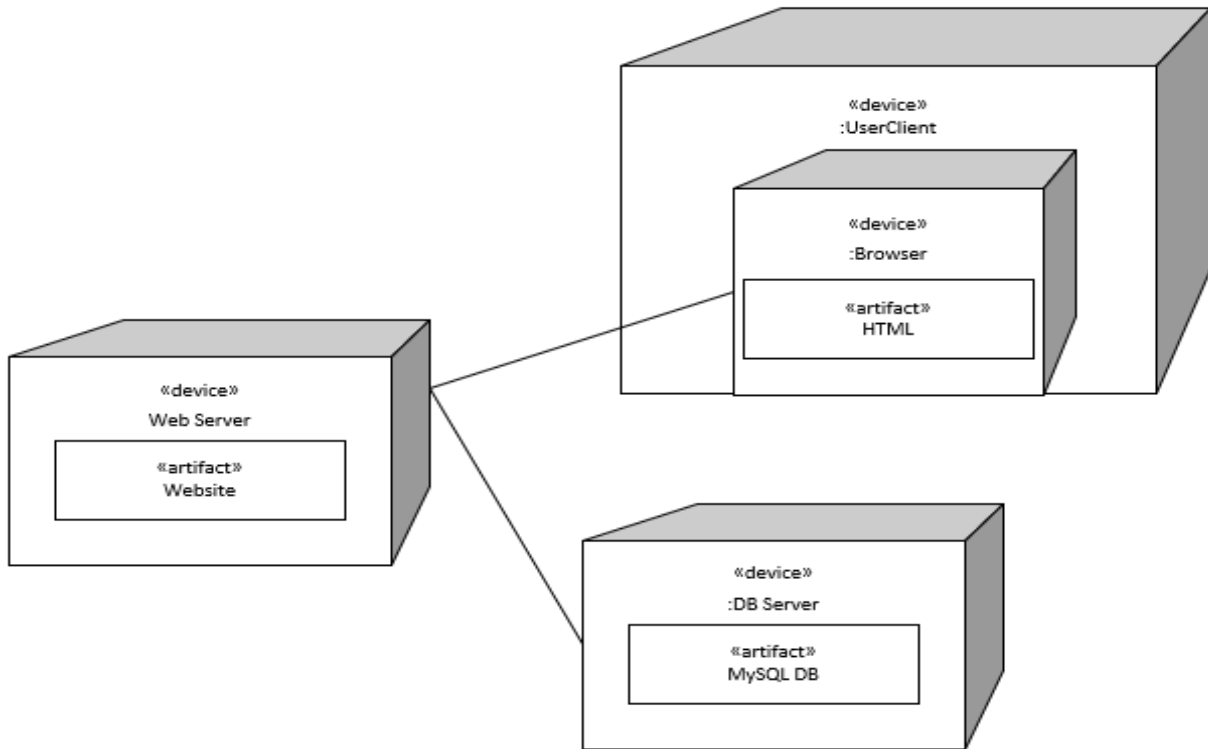 «device»
:UserClient
«device»
:Browser
«artifact»
HTML
«device»
Web Server
«artifact»
Website
«device»
:DB Server
«artifact»
MySQL DB